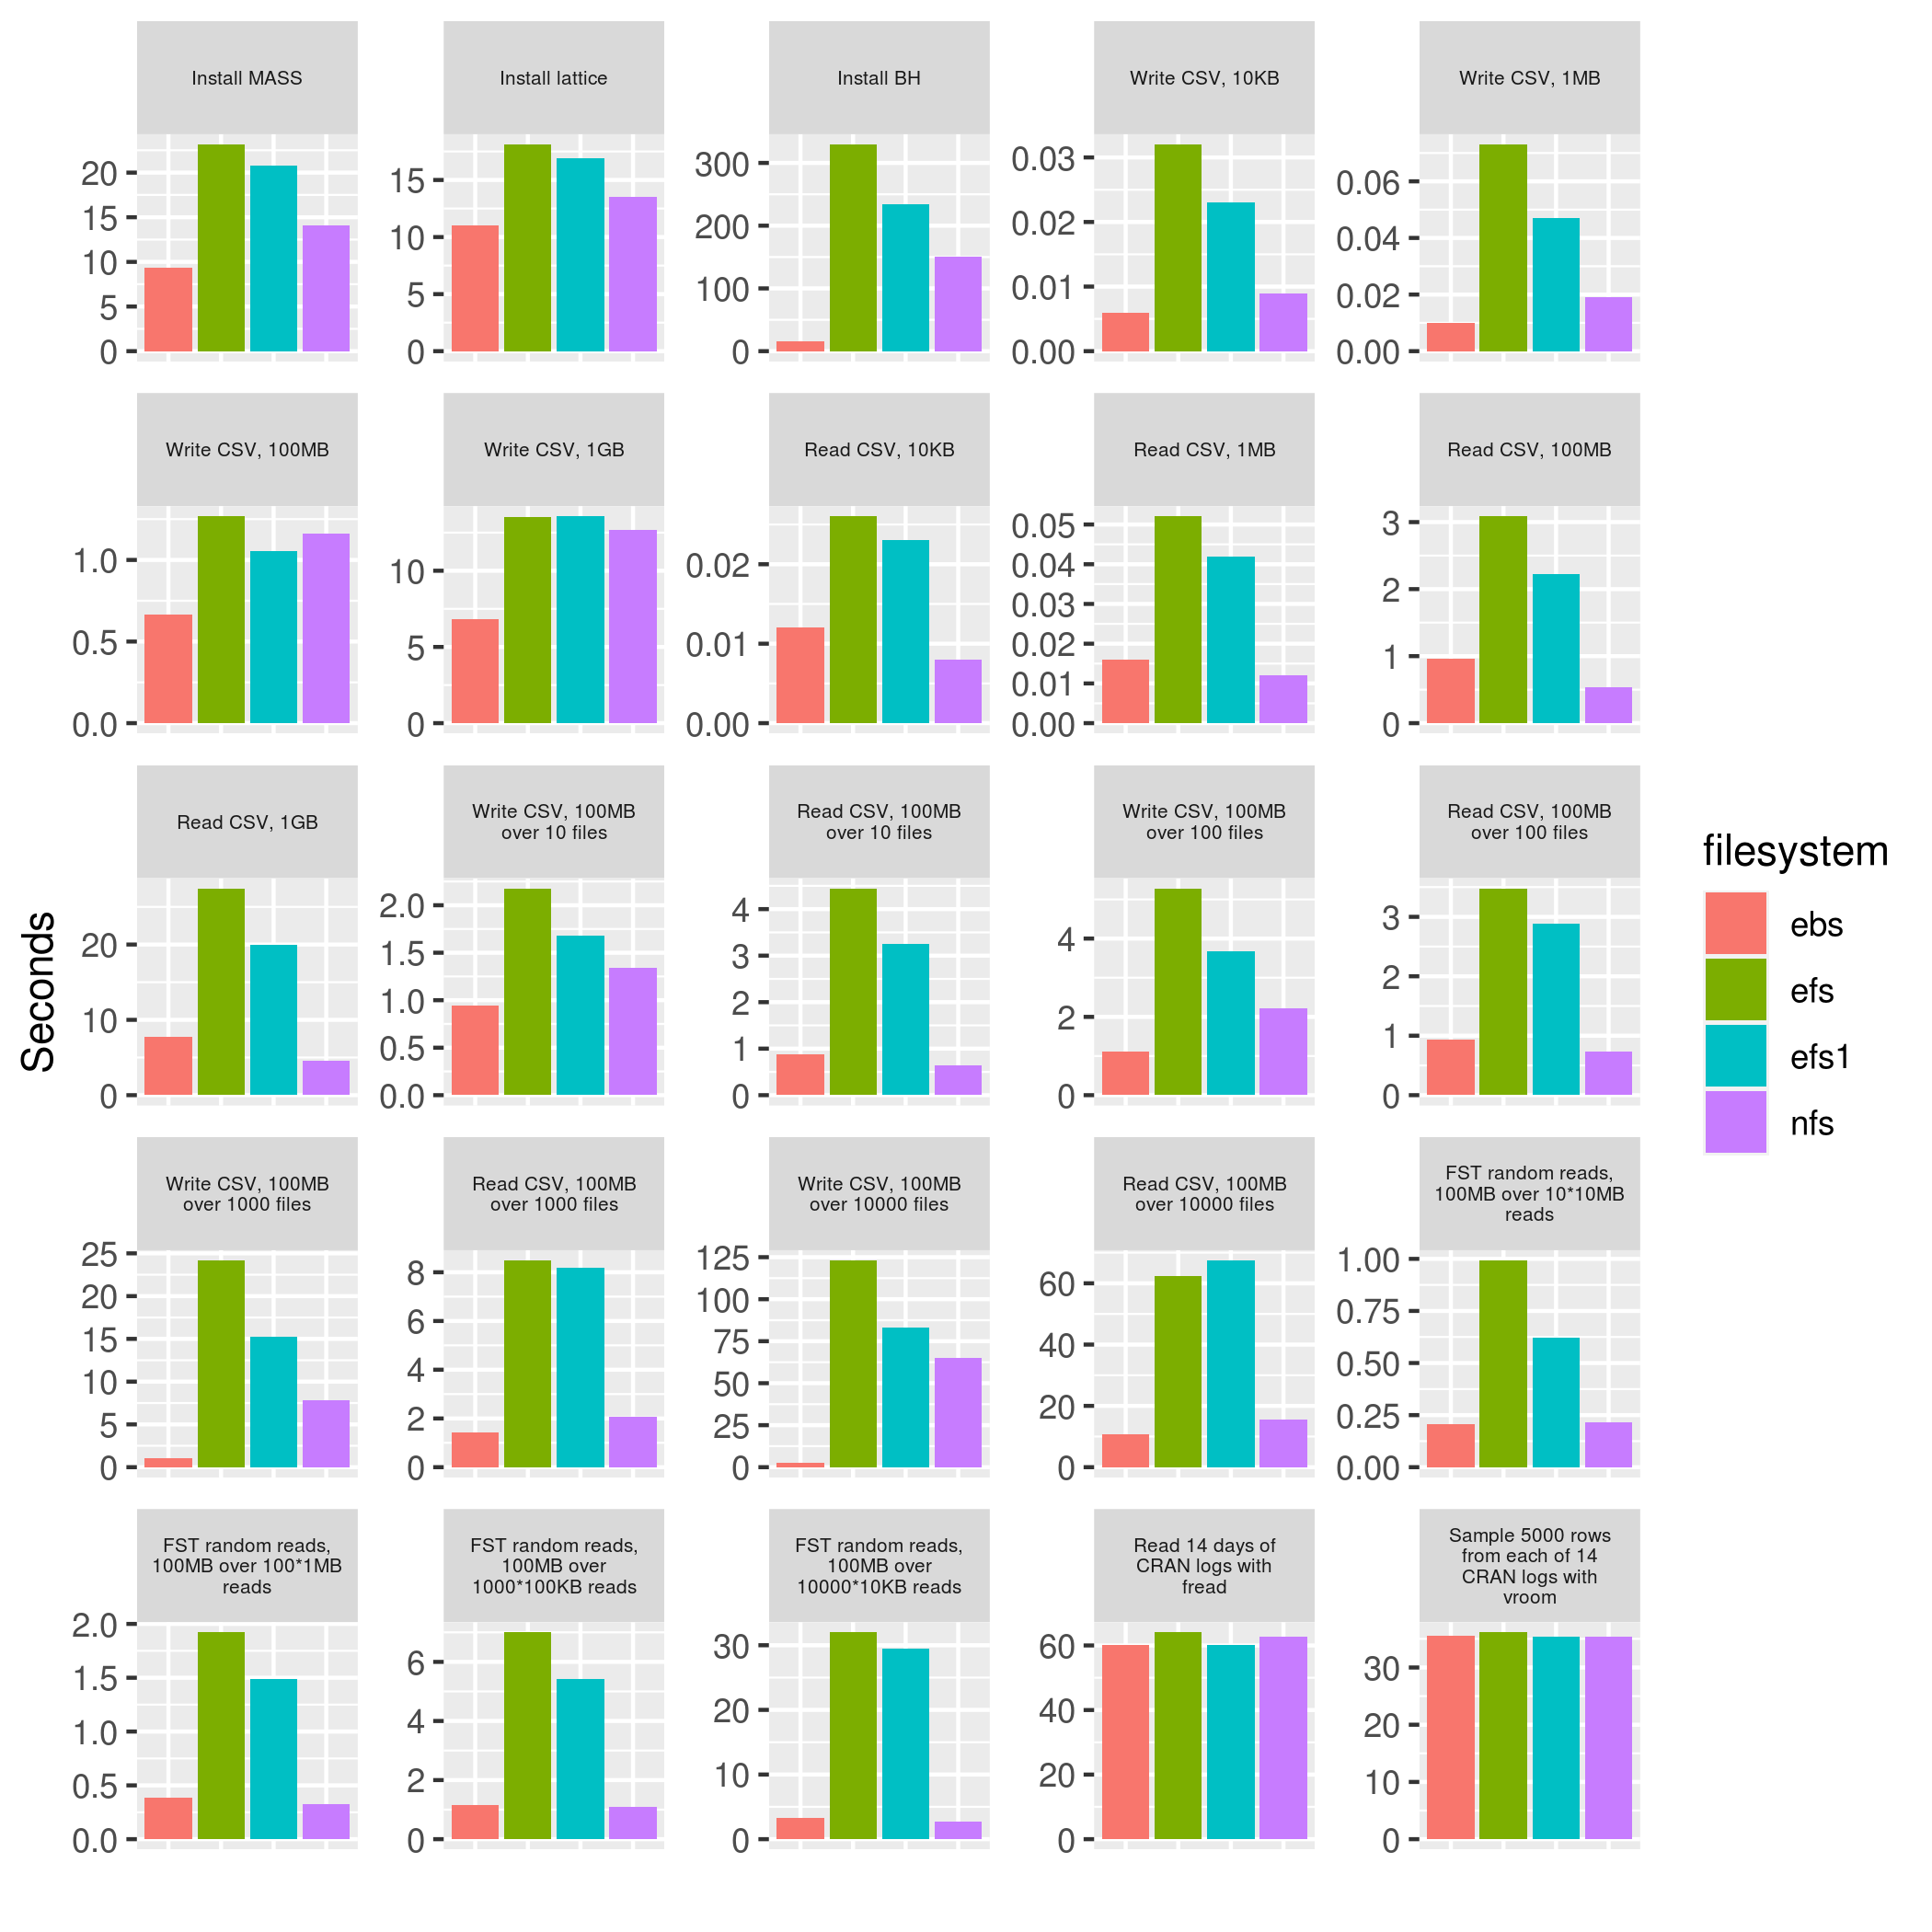 Install MASS
Install lattice
Install BH
Write CSV, 10KB
Write CSV, 1MB
20
15
10
5
0
15
10
5
0
300
200
100
0
0.03
0.02
0.01
0.00
0.06
0.04
0.02
0.00
Write CSV, 100MB
Write CSV, 1GB
Read CSV, 10KB
Read CSV, 1MB
Read CSV, 100MB
1.0
0.5
0.0
10
5
0
0.02
0.01
0.00
0.05
0.04
0.03
0.02
0.01
0.00
3
2
1
0
Read CSV, 1GB
Write CSV, 100MB
over 10 files
Read CSV, 100MB
over 10 files
Write CSV, 100MB
over 100 files
Read CSV, 100MB
over 100 files
20
10
0
2.0
1.5
1.0
0.5
0.0
4
3
2
1
0
4
2
0
3
2
1
0
Write CSV, 100MB
over 1000 files
Read CSV, 100MB
over 1000 files
Write CSV, 100MB
over 10000 files
Read CSV, 100MB
over 10000 files
FST random reads,
100MB over 10*10MB
reads
25
20
15
10
5
0
8
6
4
2
0
125
100
75
50
25
0
60
40
20
0
1.00
0.75
0.50
0.25
0.00
FST random reads,
100MB over 100*1MB
reads
FST random reads,
100MB over
1000*100KB reads
FST random reads,
100MB over
10000*10KB reads
Read 14 days of
CRAN logs with
fread
Sample 5000 rows
from each of 14
CRAN logs with
vroom
2.0
1.5
1.0
0.5
0.0
6
4
2
0
30
20
10
0
60
40
20
0
30
20
10
0
Seconds
filesystem
ebs
efs
efs1
nfs